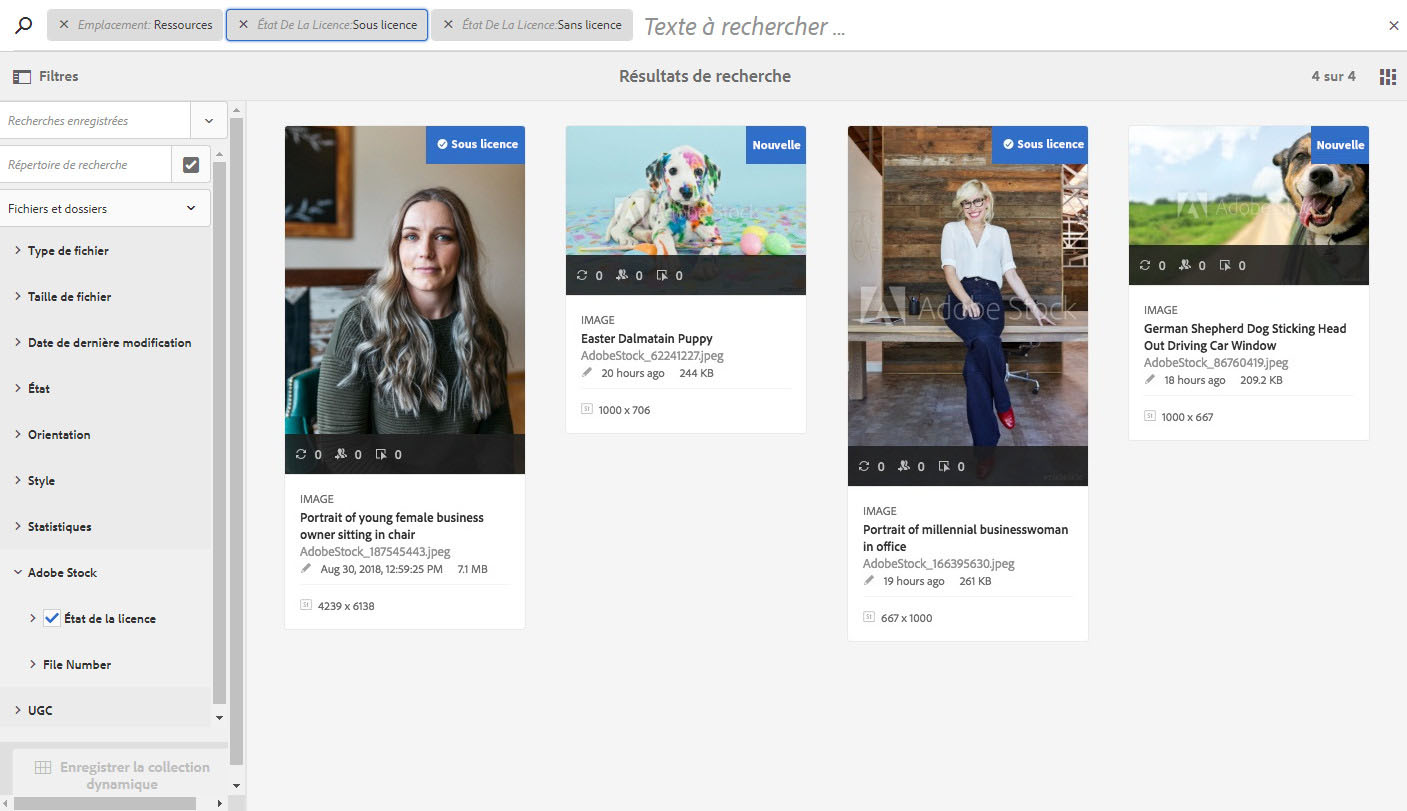 Emplacement: Ressources
État De La Licence:Sous licence
État De La Licence:Sans licence
Texte à rechercher ...
Filtres
Résultats de recherche
4 sur 4
Recherches enregistrées
Répertoire de recherche
Fichiers et dossiers
Type de fichier
Taille de fichier
Date de dernière modification
État
Orientation
Style
Statistiques
Adobe Stock
État de la licence
File Number
UGC
Enregistrer la collection
dynamique
Sous licence
0 0 0
IMAGE
Portrait of young female business
owner sitting in chair
AdobeStock_187545443.jpeg
Aug 30, 2018, 12:59:25 PM 7.1 MB
St 4239 x 6138
Nouvelle
Adobe Stock
0 0 0
IMAGE
Easter Dalmatain Puppy
AdobeStock_62241227.jpeg
20 hours ago 244 KB
St 1000 x 706
Sous licence
Adobe Stock
0 0 0
IMAGE
Portrait of millennial businesswoman
in office
AdobeStock_166395630.jpeg
19 hours ago 261 KB
St 667 x 1000
Nouvelle
Adobe Stock
0 0 0
IMAGE
German Shepherd Dog Sticking Head
Out Driving Car Window
AdobeStock_86760419.jpeg
18 hours ago 209.2 KB
St 1000 x 667